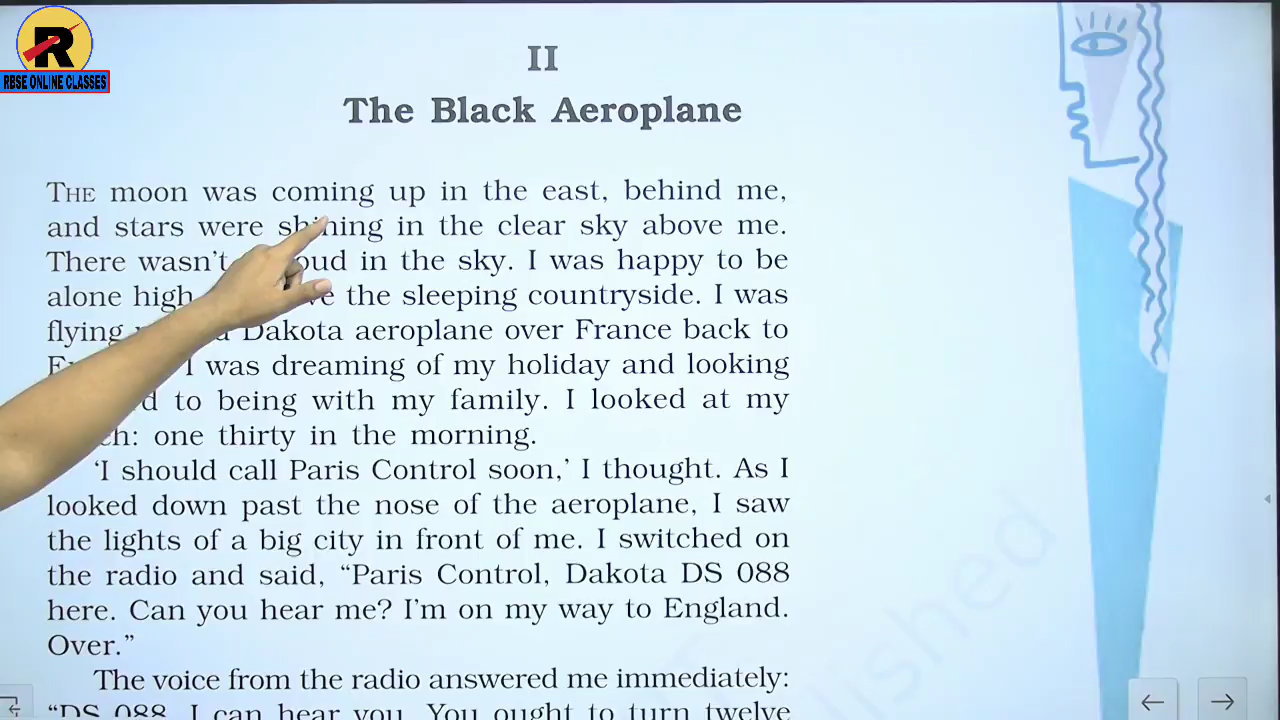 R
RBSE ONLINE CLASSES
II
The Black Aeroplane
THE moon was coming up in the east, behind me,
and stars were shining in the clear sky above me.
There wasn't in the sky. I was happy to be
alone high the sleeping countryside. I was
flying Dakota aeroplane over France back to
I was dreaming of my holiday and looking
to being with my family. I looked at my
one thirty in the morning.
'I should call Paris Control soon,' I thought. As I
looked down past the nose of the aeroplane, I saw
the lights of a big city in front of me. I switched on
the radio and said, “Paris Control, Dakota DS 088
here. Can you hear me? I'm on my way to England.
Over.”
The voice from the radio answered me immediately:
“DS 088, I can hear you. You ought to turn twelve